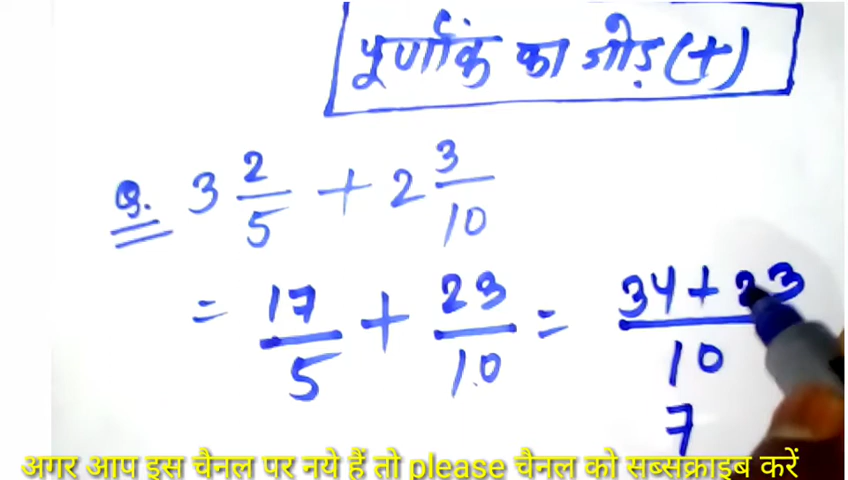 पूर्णांक का जोड़ (+)
Q. 3 2/5 + 2 3/10
= 17/5 + 23/10 = 34+23/10
7
अगर आप इस चैनल पर नये हैं तो please चैनल को सब्सक्राइब करें